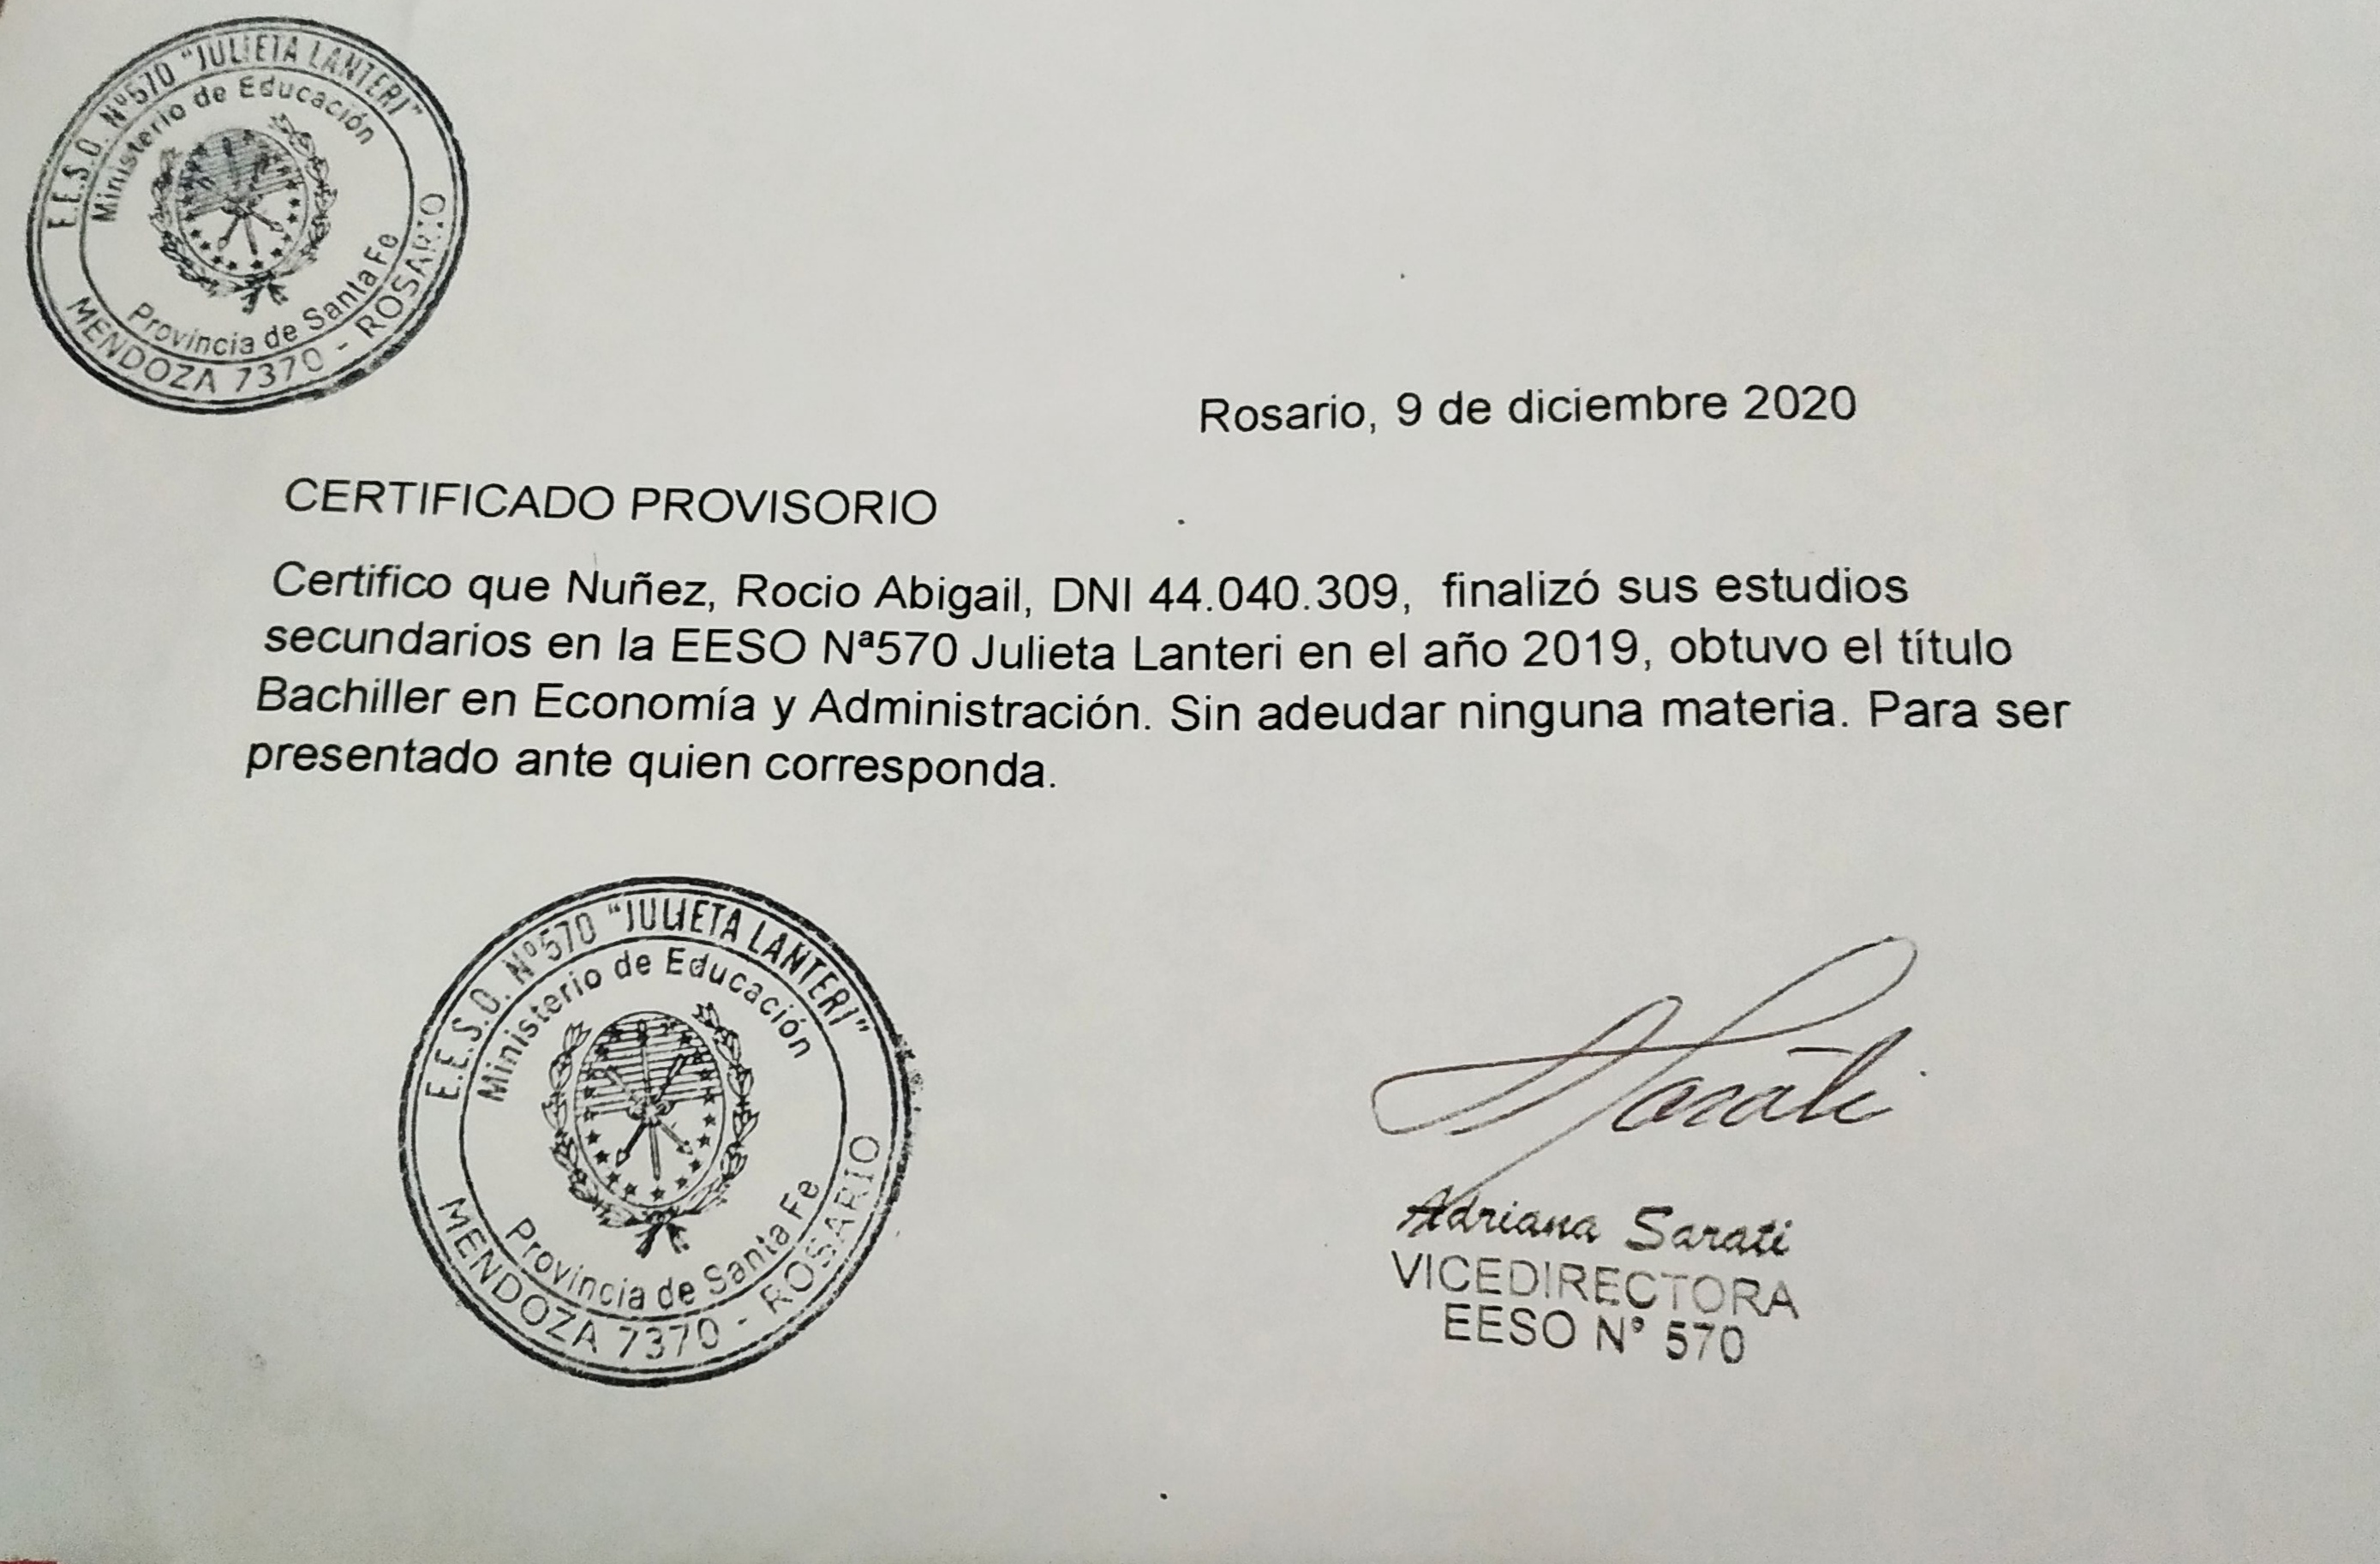 E.E.S.O. Nº570 "JULIETA LANTERI"
Ministerio de Educación
Provincia de Santa Fe
MENDOZA 7370 - ROSARIO
Rosario, 9 de diciembre 2020
CERTIFICADO PROVISORIO
Certifico que Nuñez, Rocio Abigail, DNI 44.040.309, finalizó sus estudios
secundarios en la EESO Nª570 Julieta Lanteri en el año 2019, obtuvo el título
Bachiller en Economía y Administración. Sin adeudar ninguna materia. Para ser
presentado ante quien corresponda.
E.E.S.O. Nº570 "JULIETA LANTERI"
Ministerio de Educación
Provincia de Santa Fe
MENDOZA 7370 - ROSARIO
ASarati
Adriana Sarati
VICEDIRECTORA
EESO N° 570